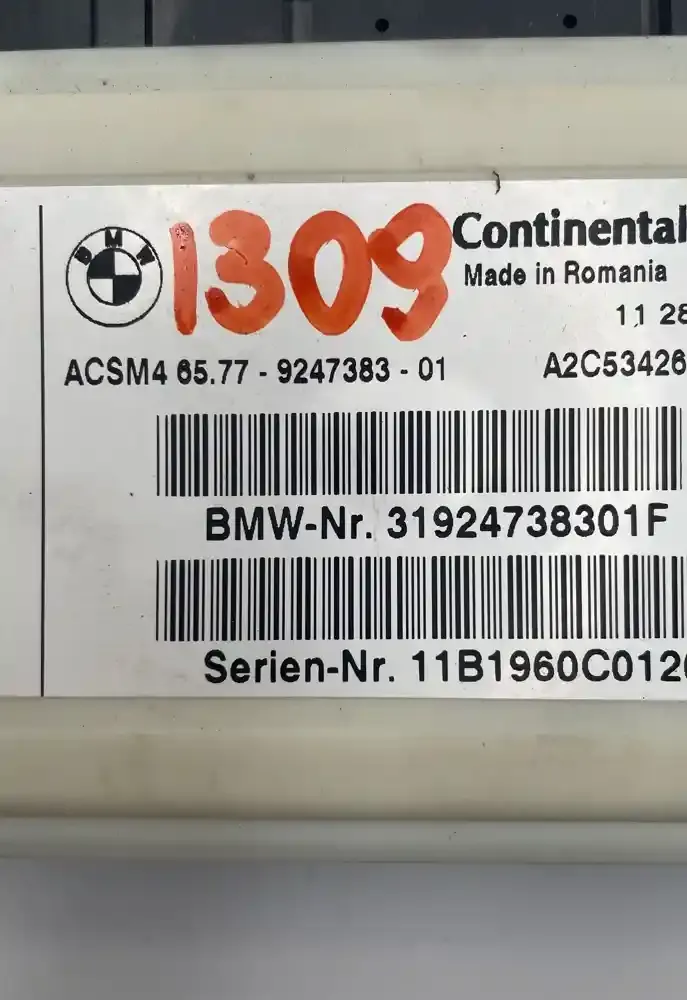 BMW
1309
Continental
Made in Romania
11 28
ACSM4 65.77 - 9247383 - 01
A2C53426
BMW-Nr. 31924738301F
Serien-Nr. 11B1960C012